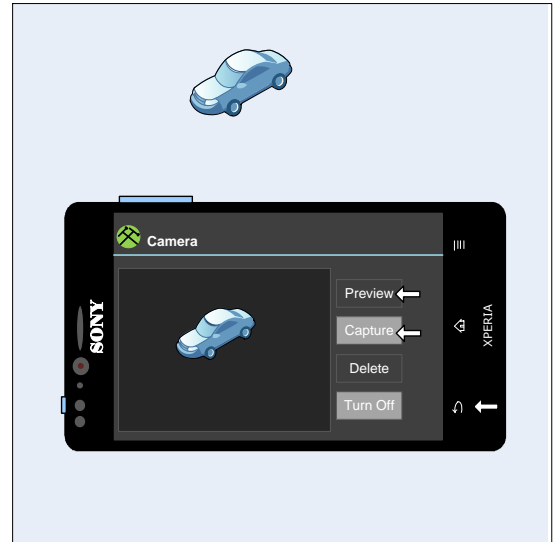 Camera
Preview
Capture
Delete
Turn Off
SONY
XPERIA